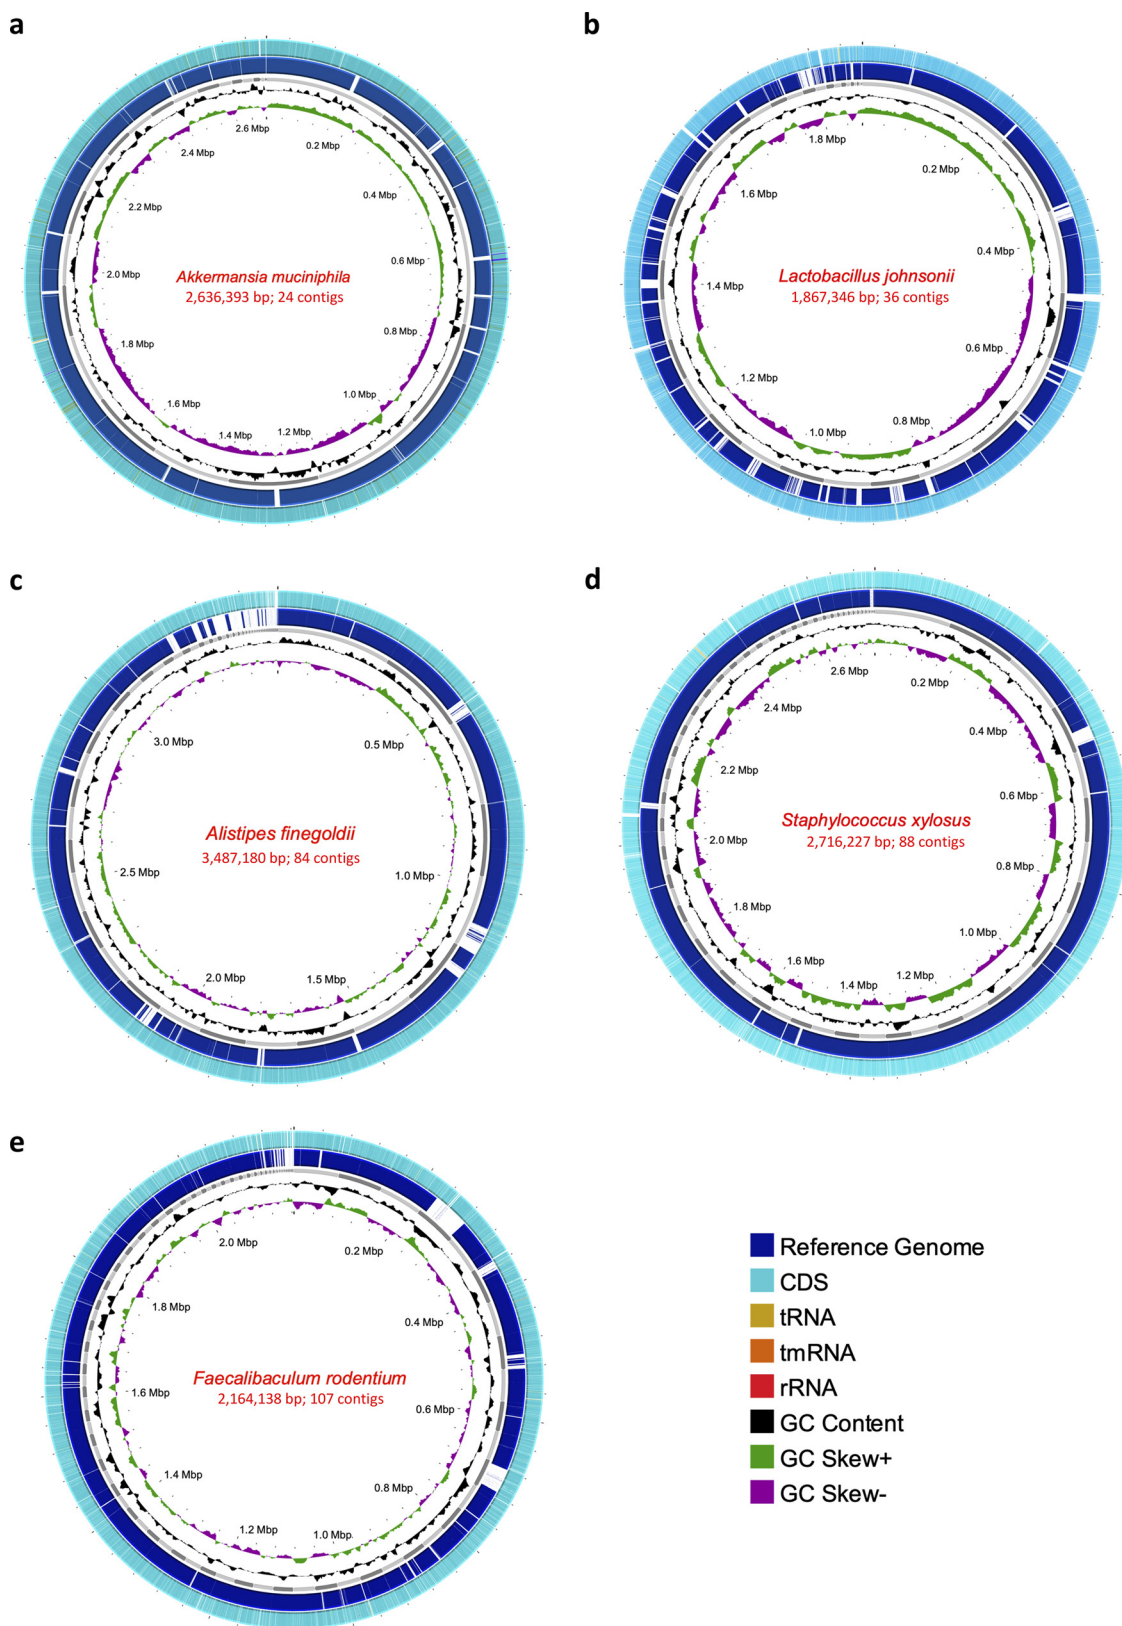 a
2.6 Mbp
0.2 Mbp
2.4 Mbp
0.4 Mbp
2.2 Mbp
0.6 Mbp
2.0 Mbp
Akkermansia muciniphila
2,636,393 bp; 24 contigs
0.8 Mbp
1.8 Mbp
1.0 Mbp
1.6 Mbp
1.4 Mbp
1.2 Mbp
b
1.8 Mbp
0.2 Mbp
1.6 Mbp
0.4 Mbp
Lactobacillus johnsonii
1,867,346 bp; 36 contigs
1.4 Mbp
0.6 Mbp
1.2 Mbp
0.8 Mbp
1.0 Mbp
c
3.0 Mbp
0.5 Mbp
Alistipes finegoldii
3,487,180 bp; 84 contigs
2.5 Mbp
1.0 Mbp
2.0 Mbp
1.5 Mbp
d
2.6 Mbp
0.2 Mbp
2.4 Mbp
0.4 Mbp
2.2 Mbp
0.6 Mbp
Staphylococcus xylosus
2,716,227 bp; 88 contigs
2.0 Mbp
0.8 Mbp
1.8 Mbp
1.0 Mbp
1.6 Mbp
1.2 Mbp
1.4 Mbp
e
2.0 Mbp
0.2 Mbp
1.8 Mbp
0.4 Mbp
Faecalibaculum rodentium
2,164,138 bp; 107 contigs
1.6 Mbp
0.6 Mbp
1.4 Mbp
0.8 Mbp
1.2 Mbp
1.0 Mbp
Reference Genome
CDS
tRNA
tmRNA
rRNA
GC Content
GC Skew+
GC Skew-